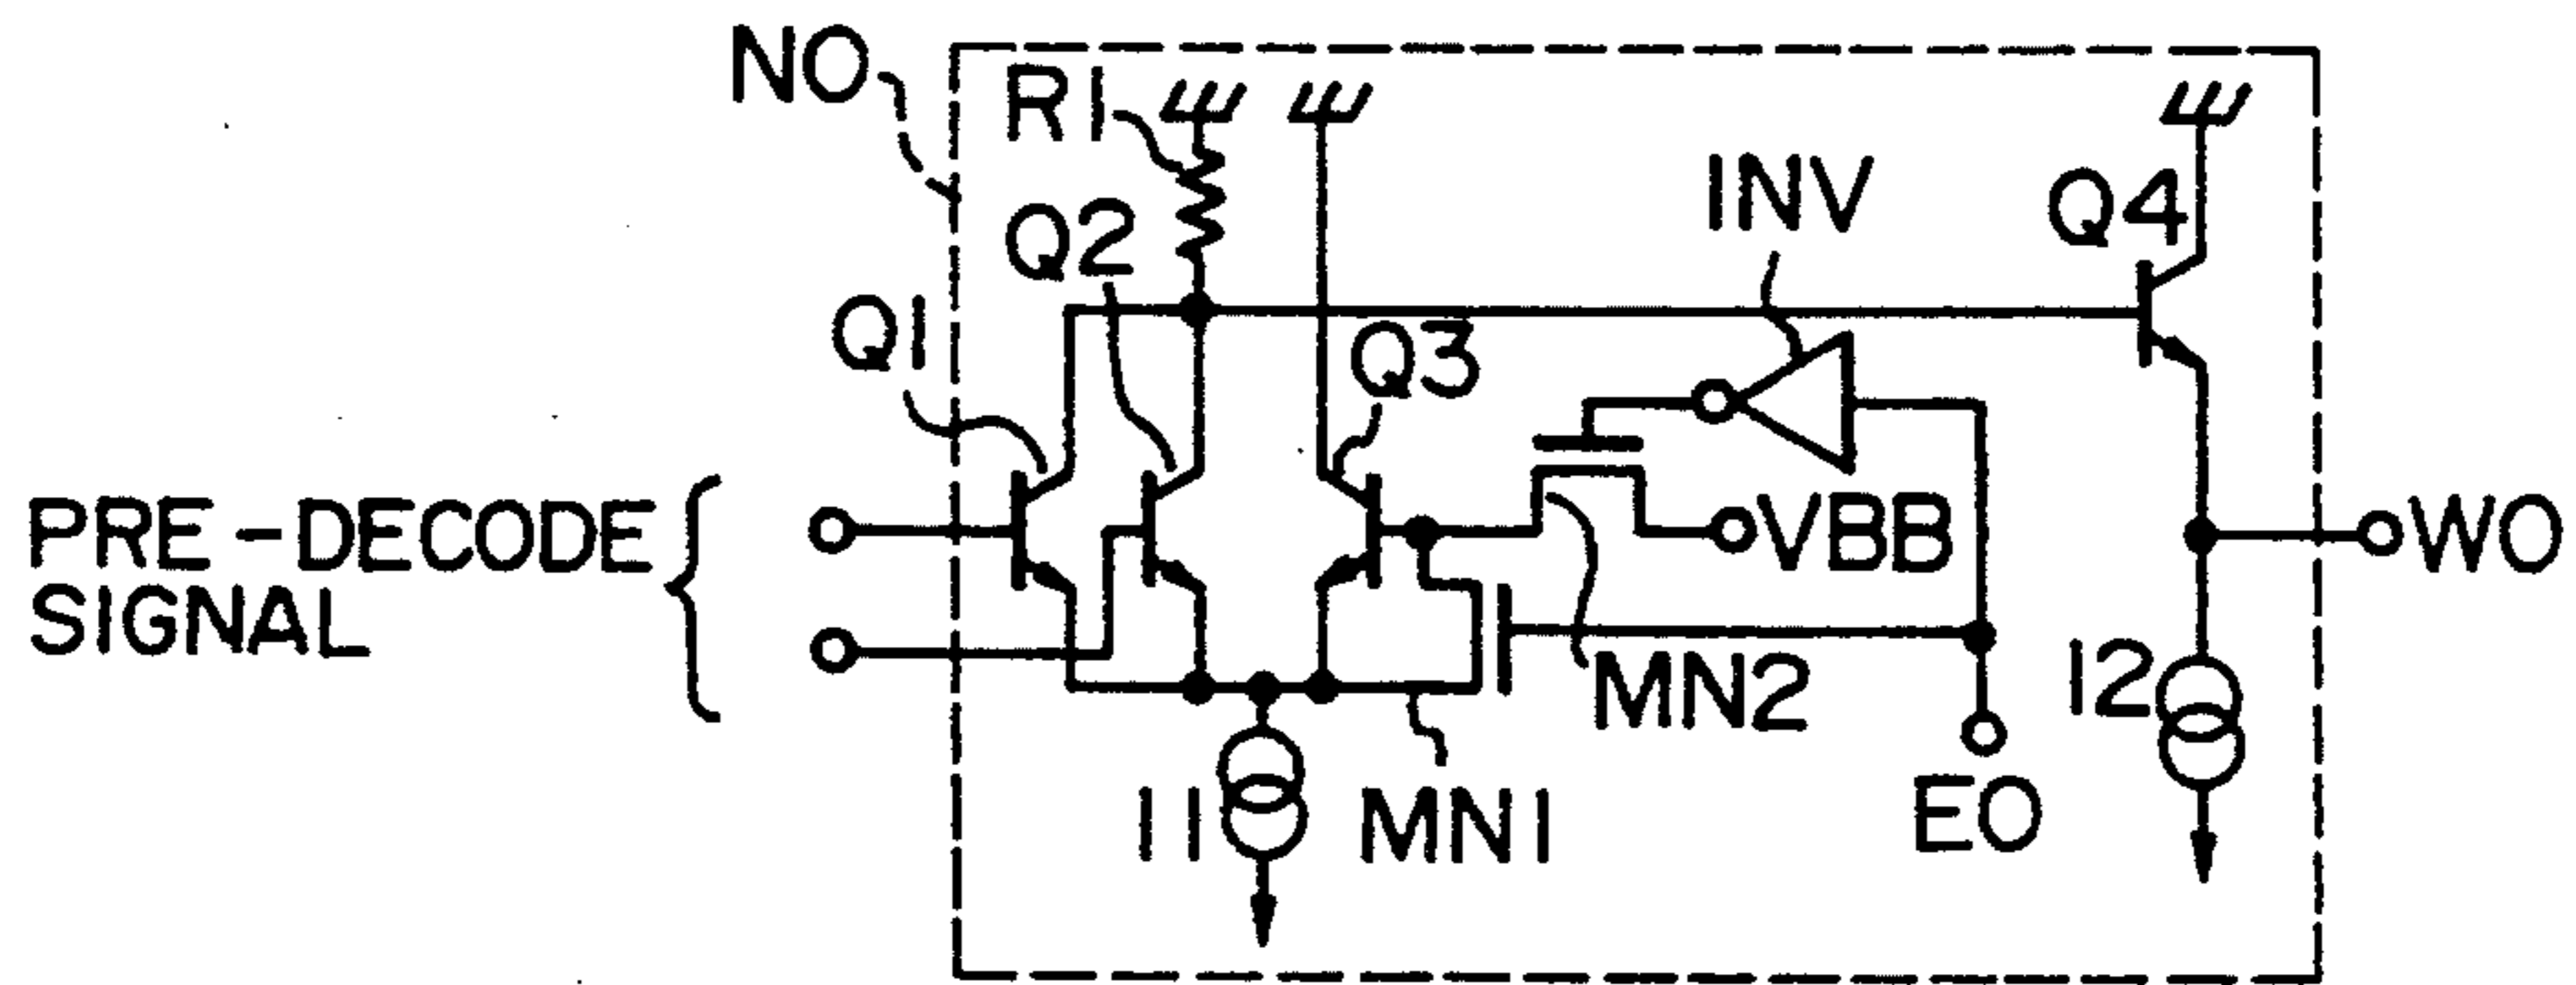 NO
R1
INV
Q4
Q2
Q1
Q3
PRE-DECODE
SIGNAL
VBB
WO
MN2
I2
I1
MN1
EO